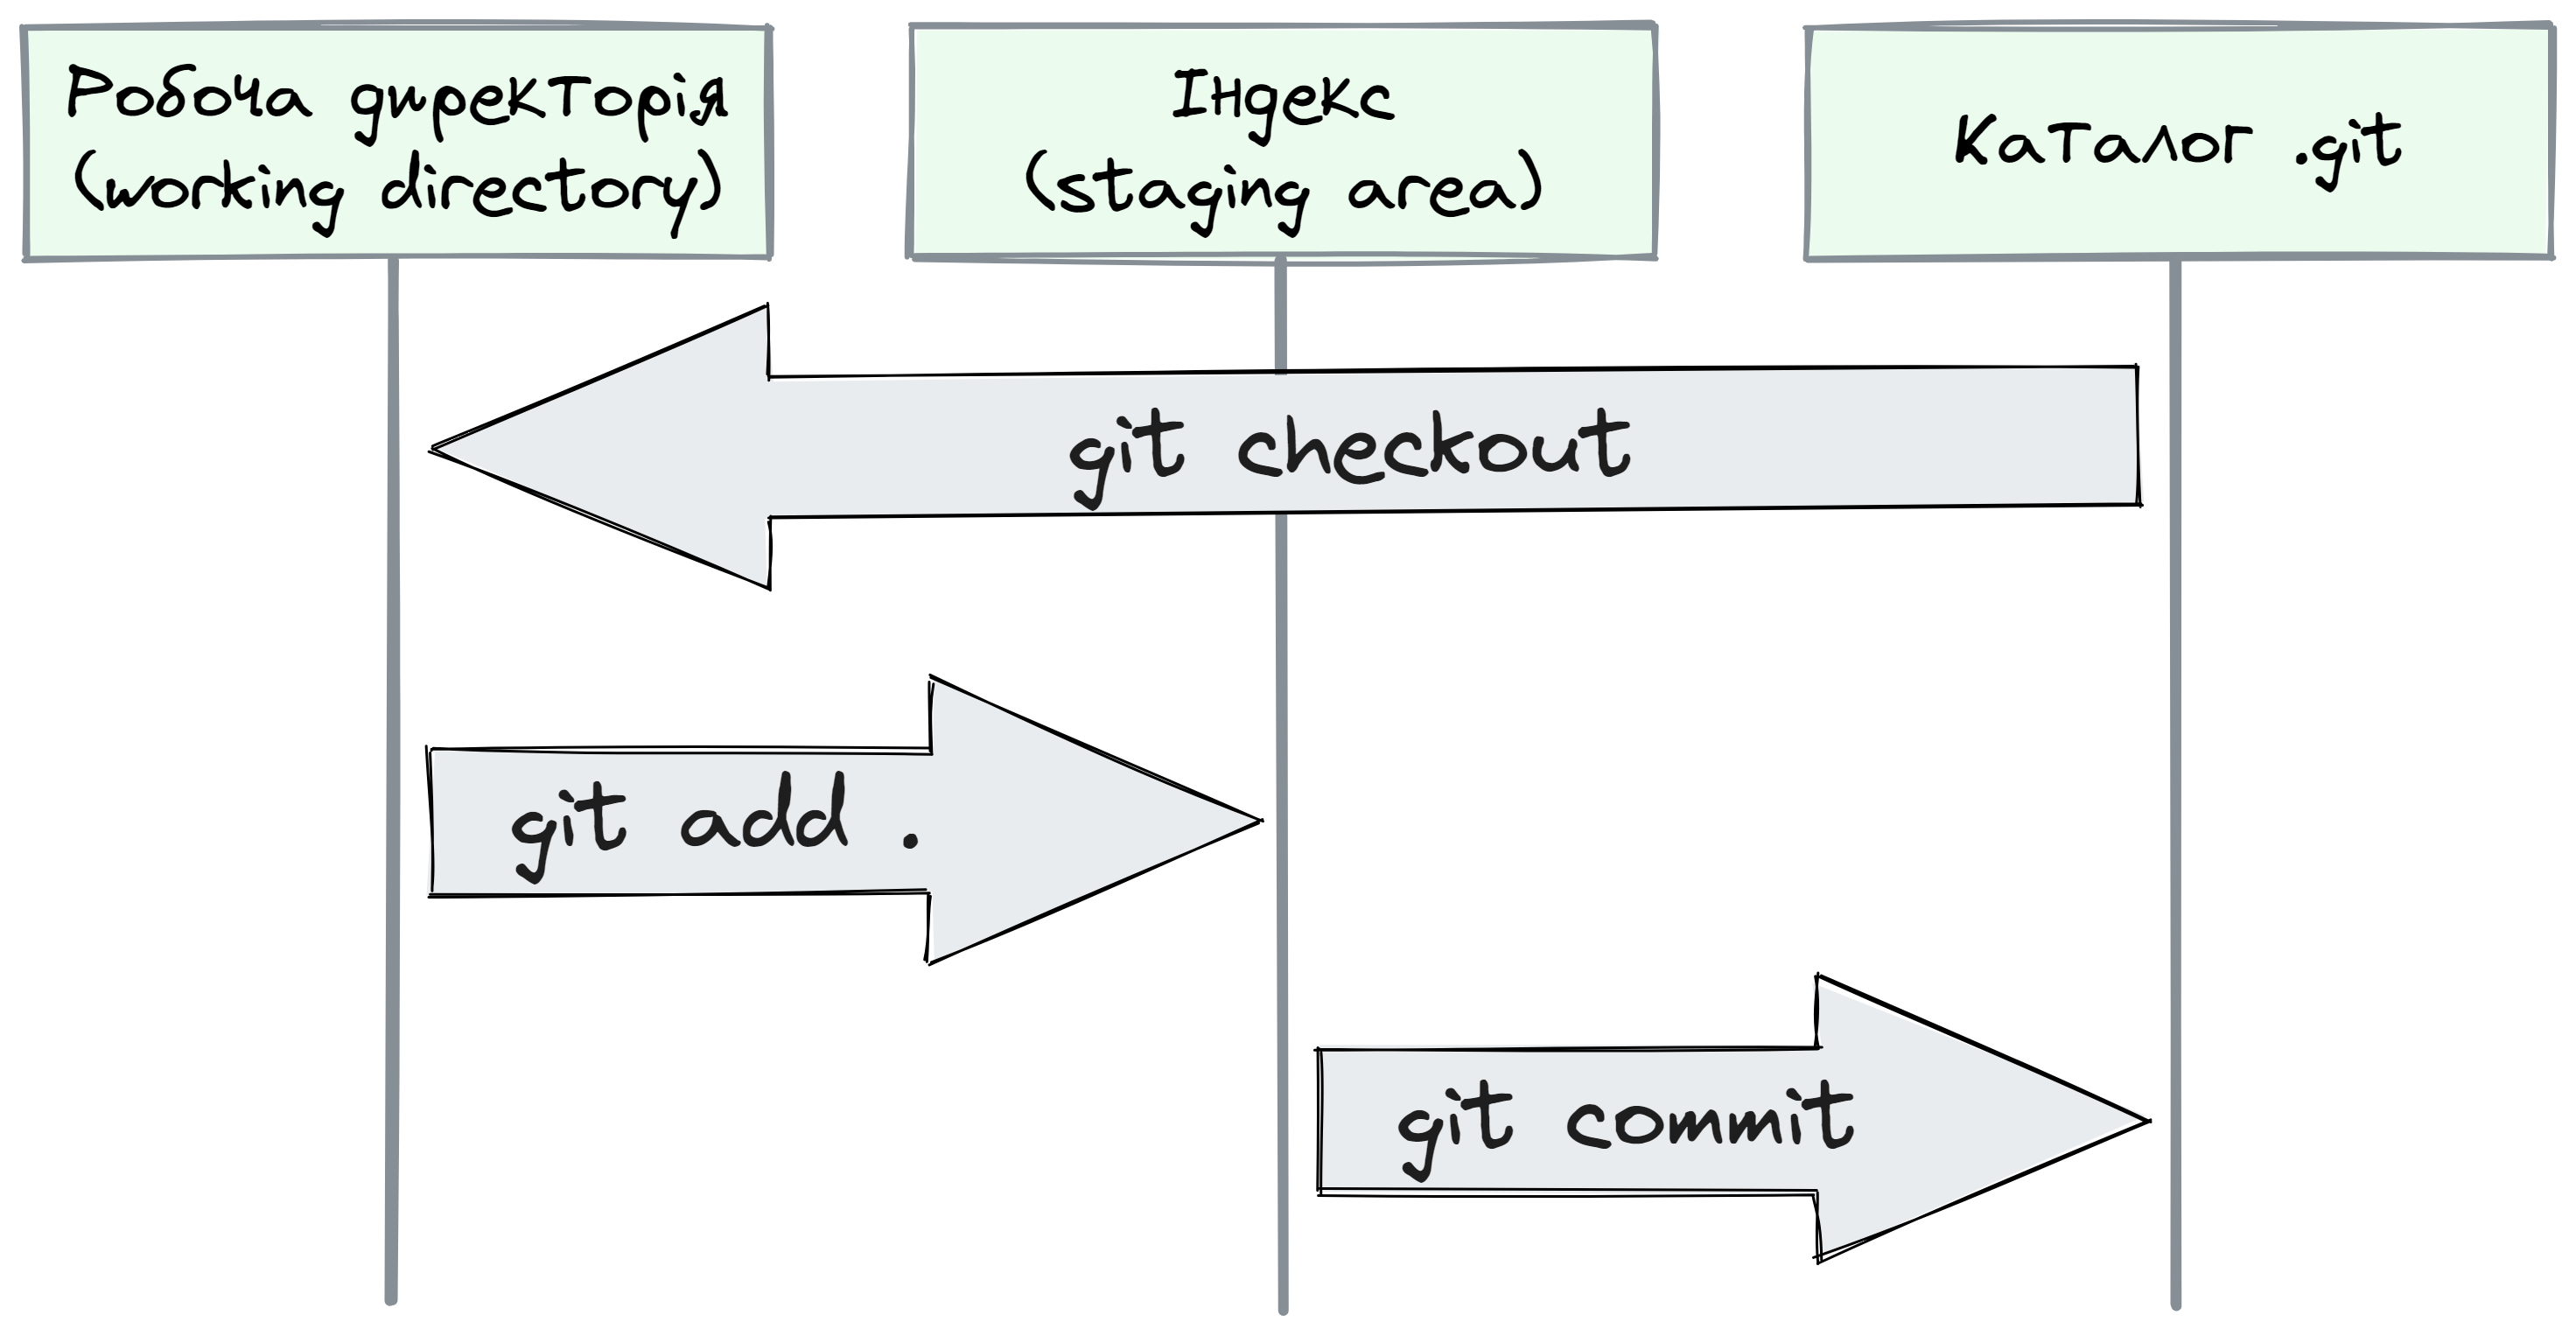 Робоча директорія
(working directory)
Індекс
(staging area)
Каталог .git
git checkout
git add .
git commit